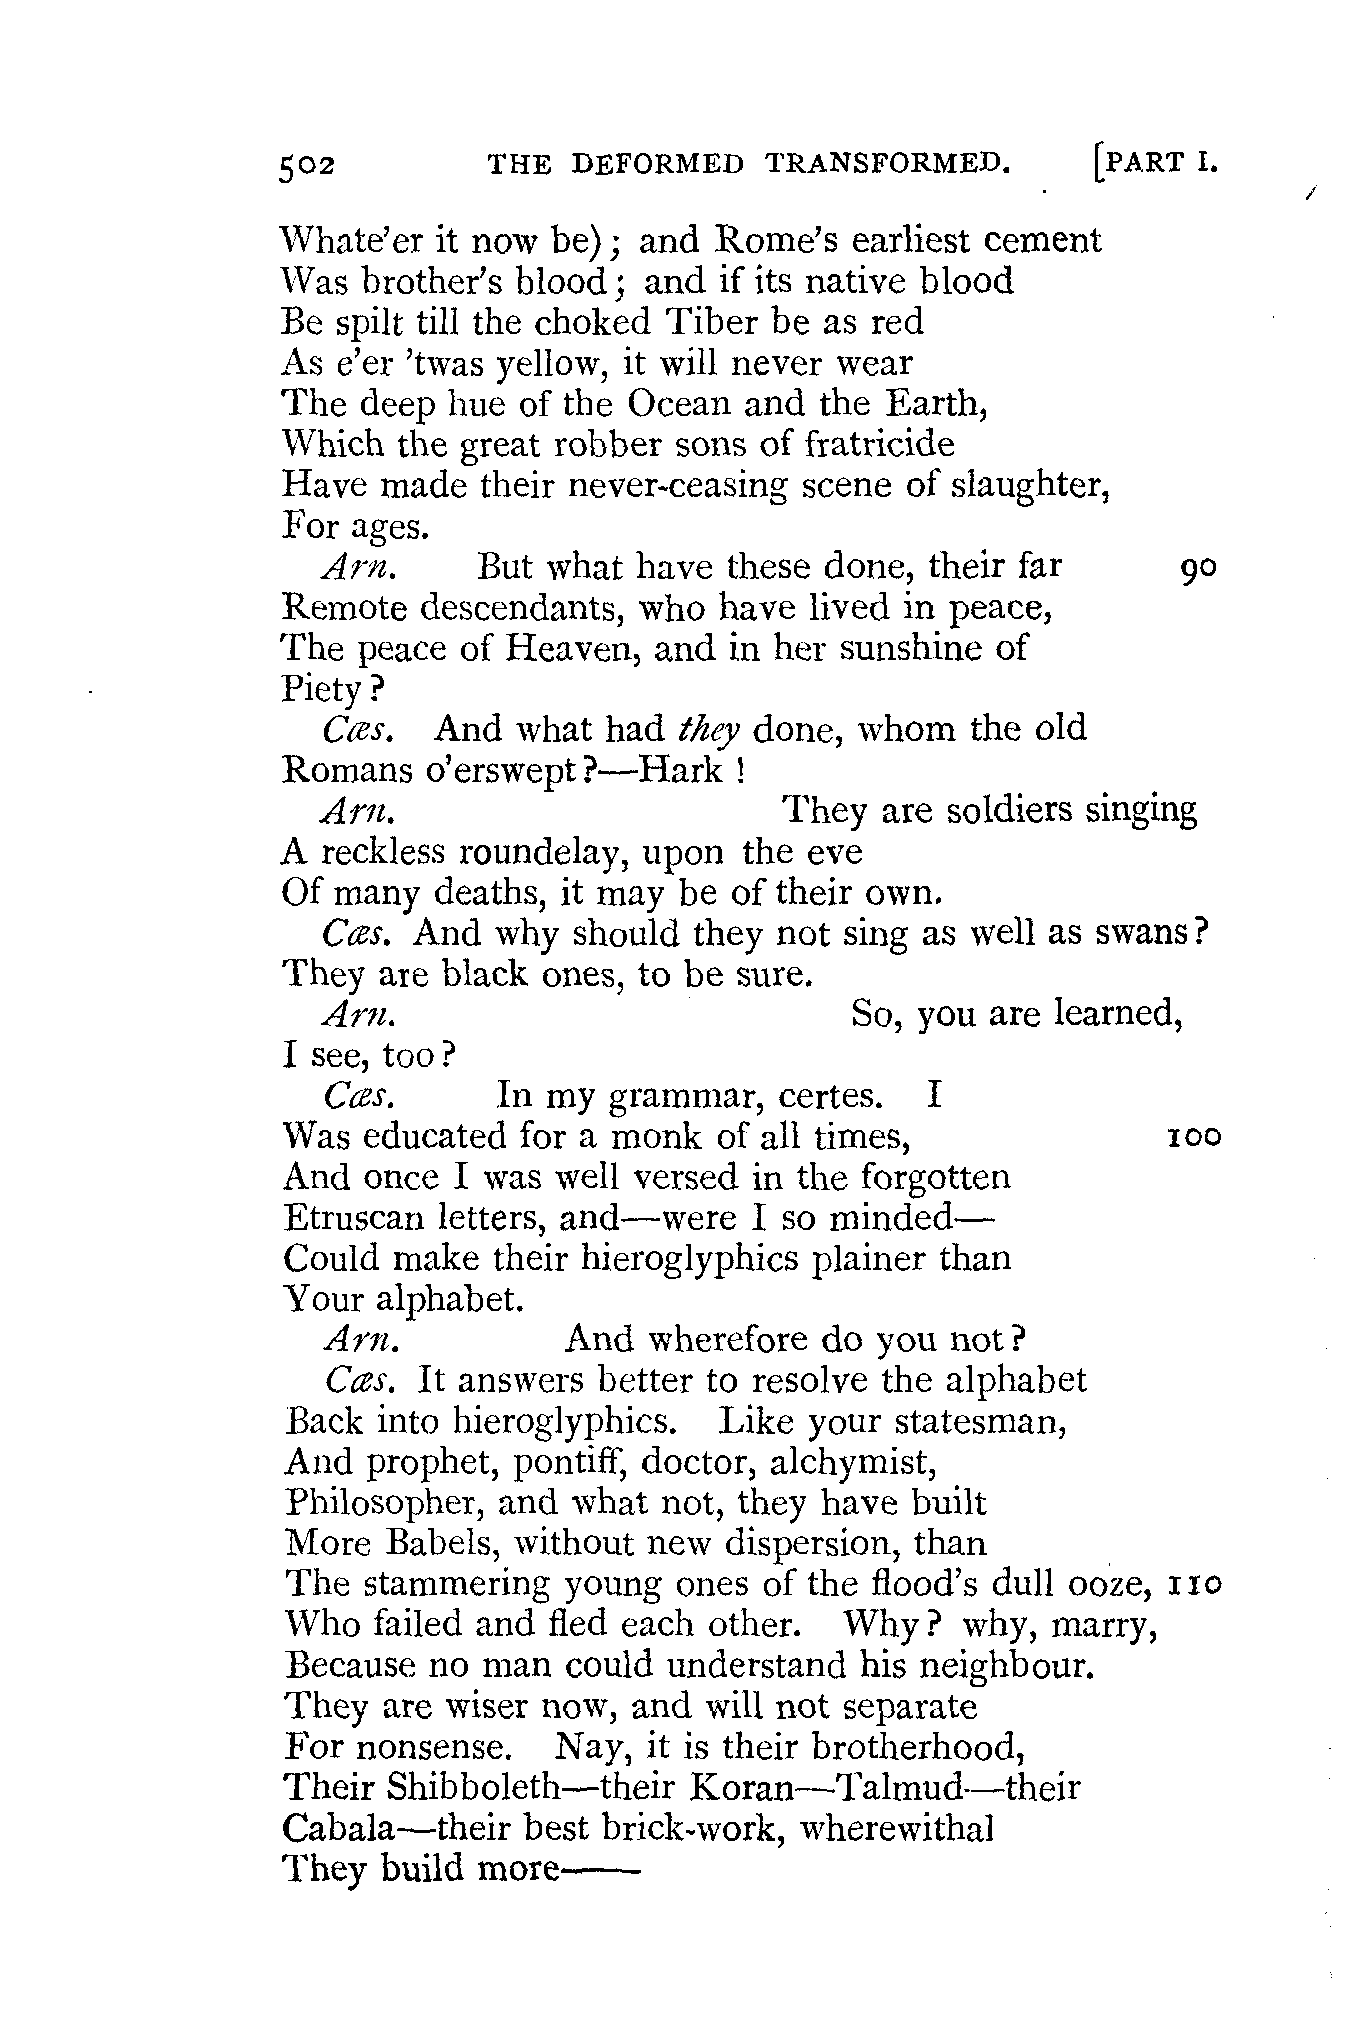 502 THE DEFORMED TRANSFORMED. [PART I.
Whate'er it now be); and Rome's earliest cement
Was brother's blood; and if its native blood
Be spilt till the choked Tiber be as red
As e'er 'twas yellow, it will never wear
The deep hue of the Ocean and the Earth,
Which the great robber sons of fratricide
Have made their never-ceasing scene of slaughter,
For ages.
Arn. But what have these done, their far 90
Remote descendants, who have lived in peace,
The peace of Heaven, and in her sunshine of
Piety?
Cæs. And what had they done, whom the old
Romans o'erswept?—Hark!
Arn. They are soldiers singing
A reckless roundelay, upon the eve
Of many deaths, it may be of their own.
Cæs. And why should they not sing as well as swans?
They are black ones, to be sure.
Arn. So, you are learned,
I see, too?
Cæs. In my grammar, certes. I
Was educated for a monk of all times, 100
And once I was well versed in the forgotten
Etruscan letters, and—were I so minded—
Could make their hieroglyphics plainer than
Your alphabet.
Arn. And wherefore do you not?
Cæs. It answers better to resolve the alphabet
Back into hieroglyphics. Like your statesman,
And prophet, pontiff, doctor, alchymist,
Philosopher, and what not, they have built
More Babels, without new dispersion, than
The stammering young ones of the flood's dull ooze, 110
Who failed and fled each other. Why? why, marry,
Because no man could understand his neighbour.
They are wiser now, and will not separate
For nonsense. Nay, it is their brotherhood,
Their Shibboleth—their Koran—Talmud—their
Cabala—their best brick-work, wherewithal
They build more——